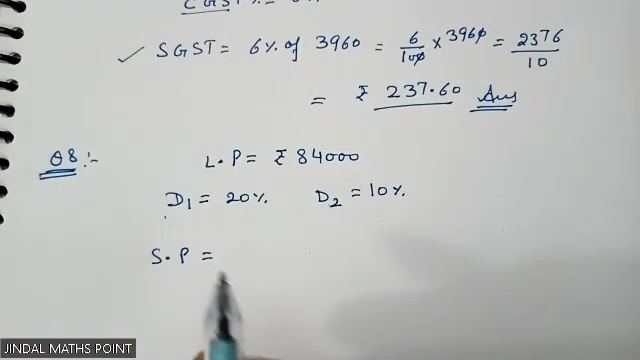 SGST = 6% of 3960 = 6/100 × 3960 = 2376/10
= ₹ 237.60 Ans
Q8:- L.P = ₹ 84000
D₁ = 20% D₂ = 10%
S.P =
JINDAL MATHS POINT